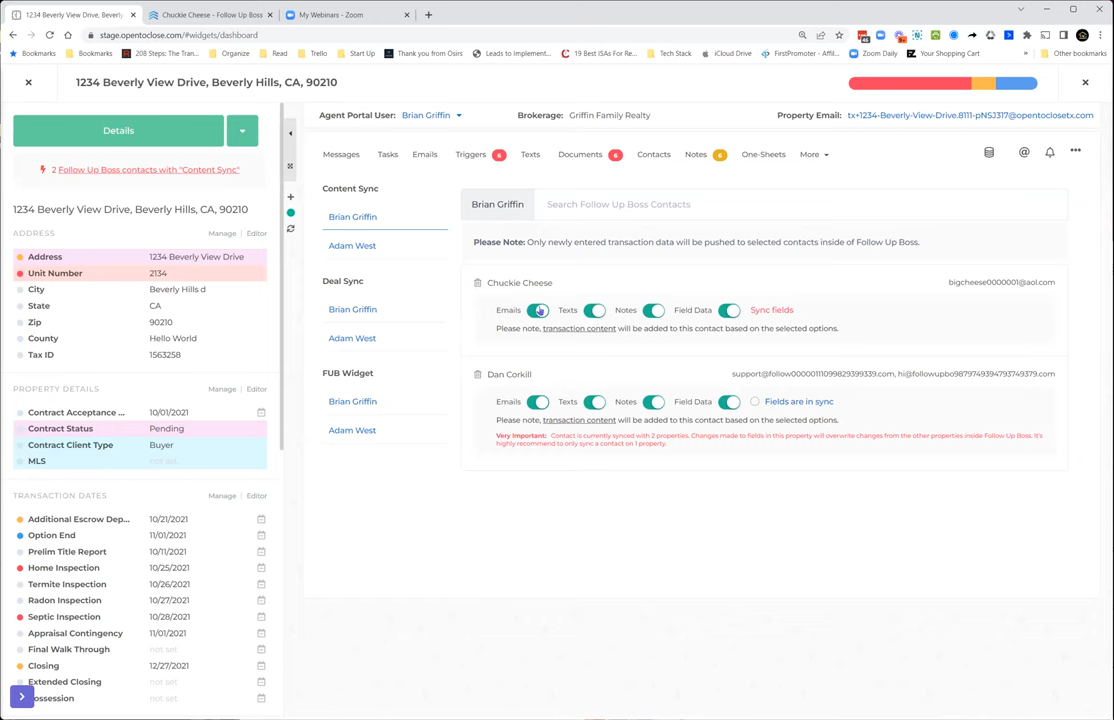 1234 Beverly View Drive, Beverly
Chuckie Cheese - Follow Up Boss
My Webinars - Zoom
stage.opentoclose.com/#widgets/dashboard
Bookmarks
Bookmarks
208 Steps: The Tran...
Organize
Read
Trello
Start Up
Thank you from Osirs
Leads to Implement...
19 Best ISAs For Re...
Tech Stack
iCloud Drive
FirstPromoter - Affil...
Zoom Daily
Your Shopping Cart
Other bookmarks
1234 Beverly View Drive, Beverly Hills, CA, 90210
Details
2 Follow Up Boss contacts with "Content Sync"
1234 Beverly View Drive, Beverly Hills, CA, 90210
ADDRESS Manage | Editor
Address 1234 Beverly View Drive
Unit Number 2134
City Beverly Hills d
State CA
Zip 90210
County Hello World
Tax ID 1563258
PROPERTY DETAILS Manage | Editor
Contract Acceptance ... 10/01/2021
Contract Status Pending
Contract Client Type Buyer
MLS not set
TRANSACTION DATES Manage | Editor
Additional Escrow Dep... 10/21/2021
Option End 11/01/2021
Prelim Title Report 10/11/2021
Home Inspection 10/25/2021
Termite Inspection 10/26/2021
Radon Inspection 10/27/2021
Septic Inspection 10/28/2021
Appraisal Contingency 11/01/2021
Final Walk Through not set
Closing 12/27/2021
Extended Closing not set
ossession not set
Agent Portal User: Brian Griffin
Brokerage: Griffin Family Realty
Property Email: tx+1234-Beverly-View-Drive.8111-pNSJ317@opentoclosetx.com
Messages
Tasks
Emails
Triggers 6
Texts
Documents 6
Contacts
Notes 6
One-Sheets
More
Content Sync
Brian Griffin
Adam West
Deal Sync
Brian Griffin
Adam West
FUB Widget
Brian Griffin
Adam West
Brian Griffin
Search Follow Up Boss Contacts
Please Note: Only newly entered transaction data will be pushed to selected contacts inside of Follow Up Boss.
Chuckie Cheese bigcheese0000001@aol.com
Emails Texts Notes Field Data Sync fields
Please note, transaction content will be added to this contact based on the selected options.
Dan Corkill support@follow00000111099829399339.com, hi@followupbo9879749394793749379.com
Emails Texts Notes Field Data Fields are in sync
Please note, transaction content will be added to this contact based on the selected options.
Very Important: Contact is currently synced with 2 properties. Changes made to fields in this property will overwrite changes from the other properties inside Follow Up Boss. It's
highly recommend to only sync a contact on 1 property.